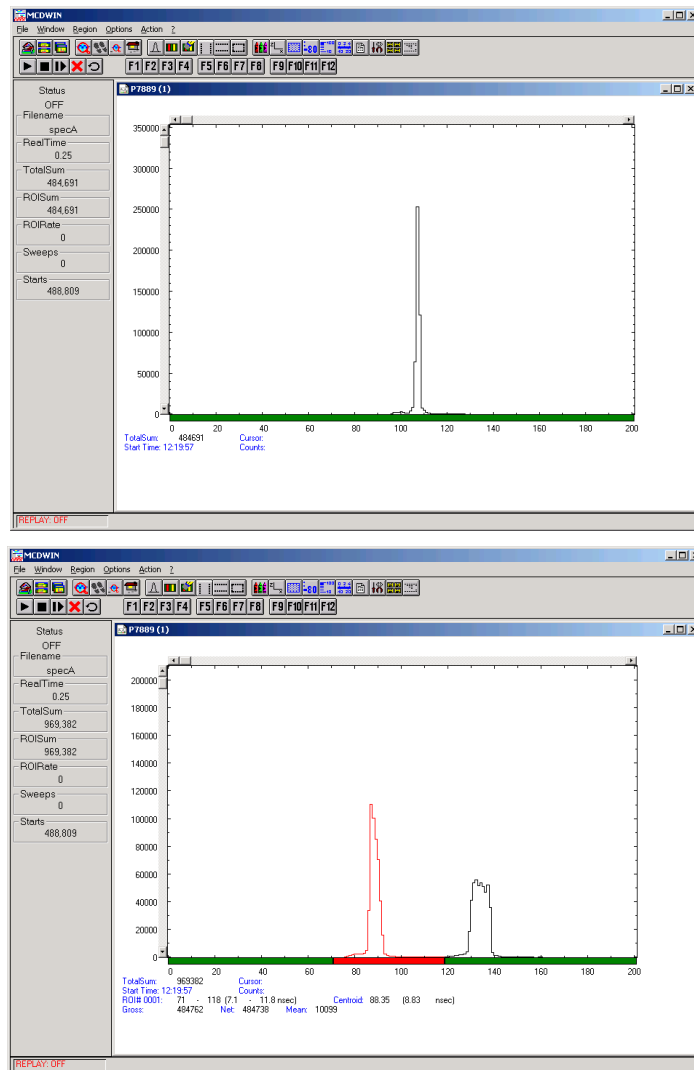 MCDWIN
File Window Region Options Action ?
F1 F2 F3 F4 F5 F6 F7 F8 F9 F10 F11 F12
Status
OFF
Filename
specA
RealTime
0.25
TotalSum
484,691
ROISum
484,691
ROIRate
0
Sweeps
0
Starts
488,809
P7889 (1)
350000
300000
250000
200000
150000
100000
50000
0
0 20 40 60 80 100 120 140 160 180 200
TotalSum: 484691 Cursor:
Start Time: 12:19:57 Counts:
REPLAY: OFF
MCDWIN
File Window Region Options Action ?
F1 F2 F3 F4 F5 F6 F7 F8 F9 F10 F11 F12
Status
OFF
Filename
specA
RealTime
0.25
TotalSum
969,382
ROISum
969,382
ROIRate
0
Sweeps
0
Starts
488,809
P7889 (1)
200000
180000
160000
140000
120000
100000
80000
60000
40000
20000
0
0 20 40 60 80 100 120 140 160 180 200
TotalSum: 969382 Cursor:
Start Time: 12:19:57 Counts:
ROI# 0001: 71 - 118 (7.1 - 11.8 nsec) Centroid: 88.35 (8.83 nsec)
Gross: 484762 Net: 484738 Mean: 10099
REPLAY: OFF